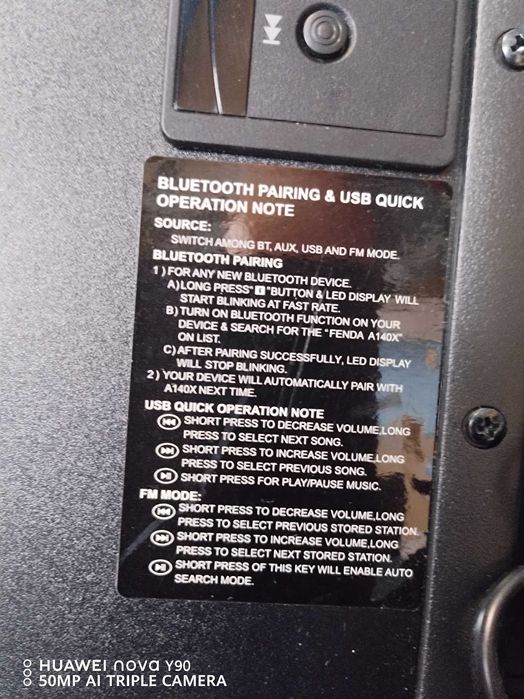 BLUETOOTH PAIRING & USB QUICK
OPERATION NOTE
SOURCE:
SWITCH AMONG BT, AUX, USB AND FM MODE.
BLUETOOTH PAIRING
1) FOR ANY NEW BLUETOOTH DEVICE.
A)LONG PRESS" "BUTTON & LED DISPLAY WILL
START BLINKING AT FAST RATE.
B) TURN ON BLUETOOTH FUNCTION ON YOUR
DEVICE & SEARCH FOR THE "FENDA A140X"
ON LIST.
C) AFTER PAIRING SUCCESSFULLY, LED DISPLAY
WILL STOP BLINKING.
2) YOUR DEVICE WILL AUTOMATICALLY PAIR WITH
A140X NEXT TIME.
USB QUICK OPERATION NOTE
SHORT PRESS TO DECREASE VOLUME,LONG
PRESS TO SELECT NEXT SONG.
SHORT PRESS TO INCREASE VOLUME,LONG
PRESS TO SELECT PREVIOUS SONG.
SHORT PRESS FOR PLAY/PAUSE MUSIC.
FM MODE:
SHORT PRESS TO DECREASE VOLUME,LONG
PRESS TO SELECT PREVIOUS STORED STATION.
SHORT PRESS TO INCREASE VOLUME,LONG
PRESS TO SELECT NEXT STORED STATION.
SHORT PRESS OF THIS KEY WILL ENABLE AUTO
SEARCH MODE.
HUAWEI nova Y90
50MP AI TRIPLE CAMERA